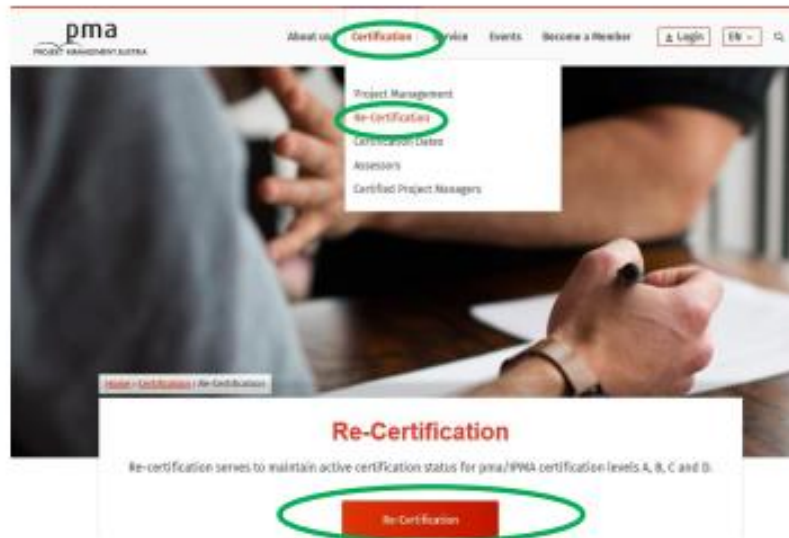 pma
PROJECT MANAGEMENT AUSTRIA
About us Certification Service Events Become a Member Login EN
Project Management
Re-Certification
Certification Dates
Assessors
Certified Project Managers
Home › Certification › Re-Certification
Re-Certification
Re-certification serves to maintain active certification status for pma/IPMA certification levels A, B, C and D.
Re-Certification